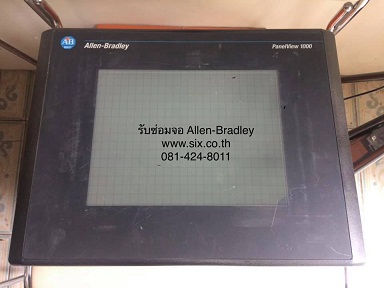 AB
Allen-Bradley
PanelView 1000
รับซ่อมจอ Allen-Bradley
www.six.co.th
081-424-8011